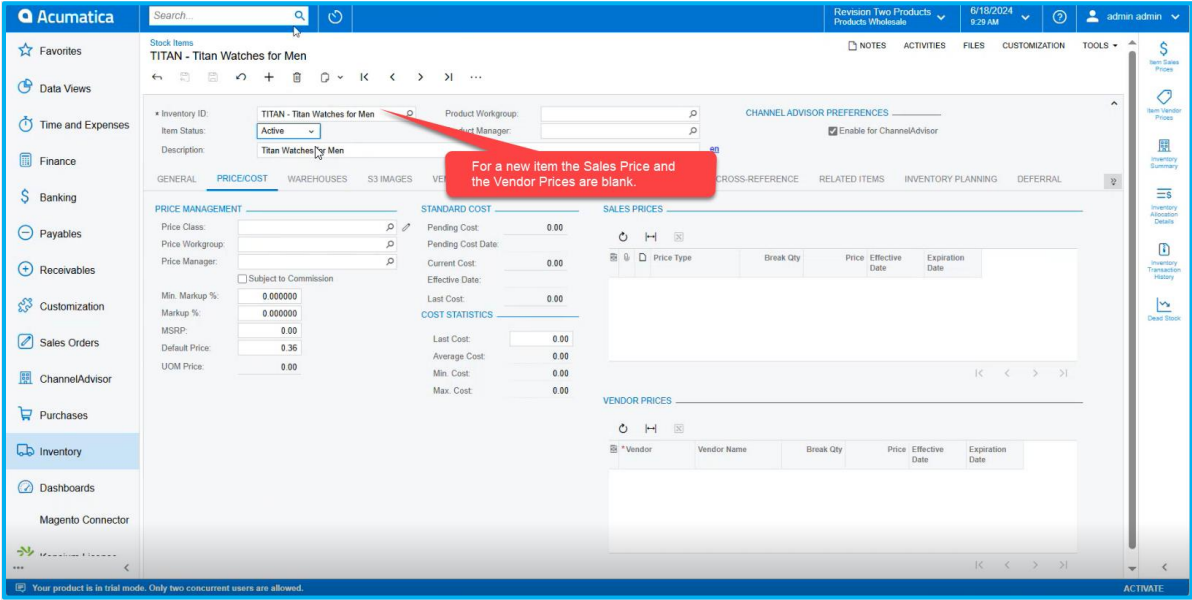 Acumatica
Search...
Revision Two Products
Products Wholesale
6/18/2024
9:29 AM
admin admin
Favorites
Data Views
Time and Expenses
Finance
Banking
Payables
Receivables
Customization
Sales Orders
ChannelAdvisor
Purchases
Inventory
Dashboards
Magento Connector
Stock Items
TITAN - Titan Watches for Men
NOTES ACTIVITIES FILES CUSTOMIZATION TOOLS
* Inventory ID: TITAN - Titan Watches for Men
Item Status: Active
Description: Titan Watches for Men
Product Workgroup:
Product Manager:
en
CHANNEL ADVISOR PREFERENCES
Enable for ChannelAdvisor
For a new item the Sales Price and
the Vendor Prices are blank.
GENERAL PRICE/COST WAREHOUSES S3 IMAGES CROSS-REFERENCE RELATED ITEMS INVENTORY PLANNING DEFERRAL
PRICE MANAGEMENT
Price Class:
Price Workgroup:
Price Manager:
Subject to Commission
Min. Markup %: 0.000000
Markup %: 0.000000
MSRP: 0.00
Default Price: 0.36
UOM Price: 0.00
STANDARD COST
Pending Cost: 0.00
Pending Cost Date:
Current Cost: 0.00
Effective Date:
Last Cost: 0.00
COST STATISTICS
Last Cost: 0.00
Average Cost: 0.00
Min. Cost: 0.00
Max. Cost: 0.00
SALES PRICES
Price Type Break Qty Price Effective Date Expiration Date
VENDOR PRICES
* Vendor Vendor Name Break Qty Price Effective Date Expiration Date
Item Sales
Prices
Item Vendor
Prices
Inventory
Summary
Inventory
Allocation
Details
Inventory
Transaction
History
Dead Stock
Your product is in trial mode. Only two concurrent users are allowed.
ACTIVATE